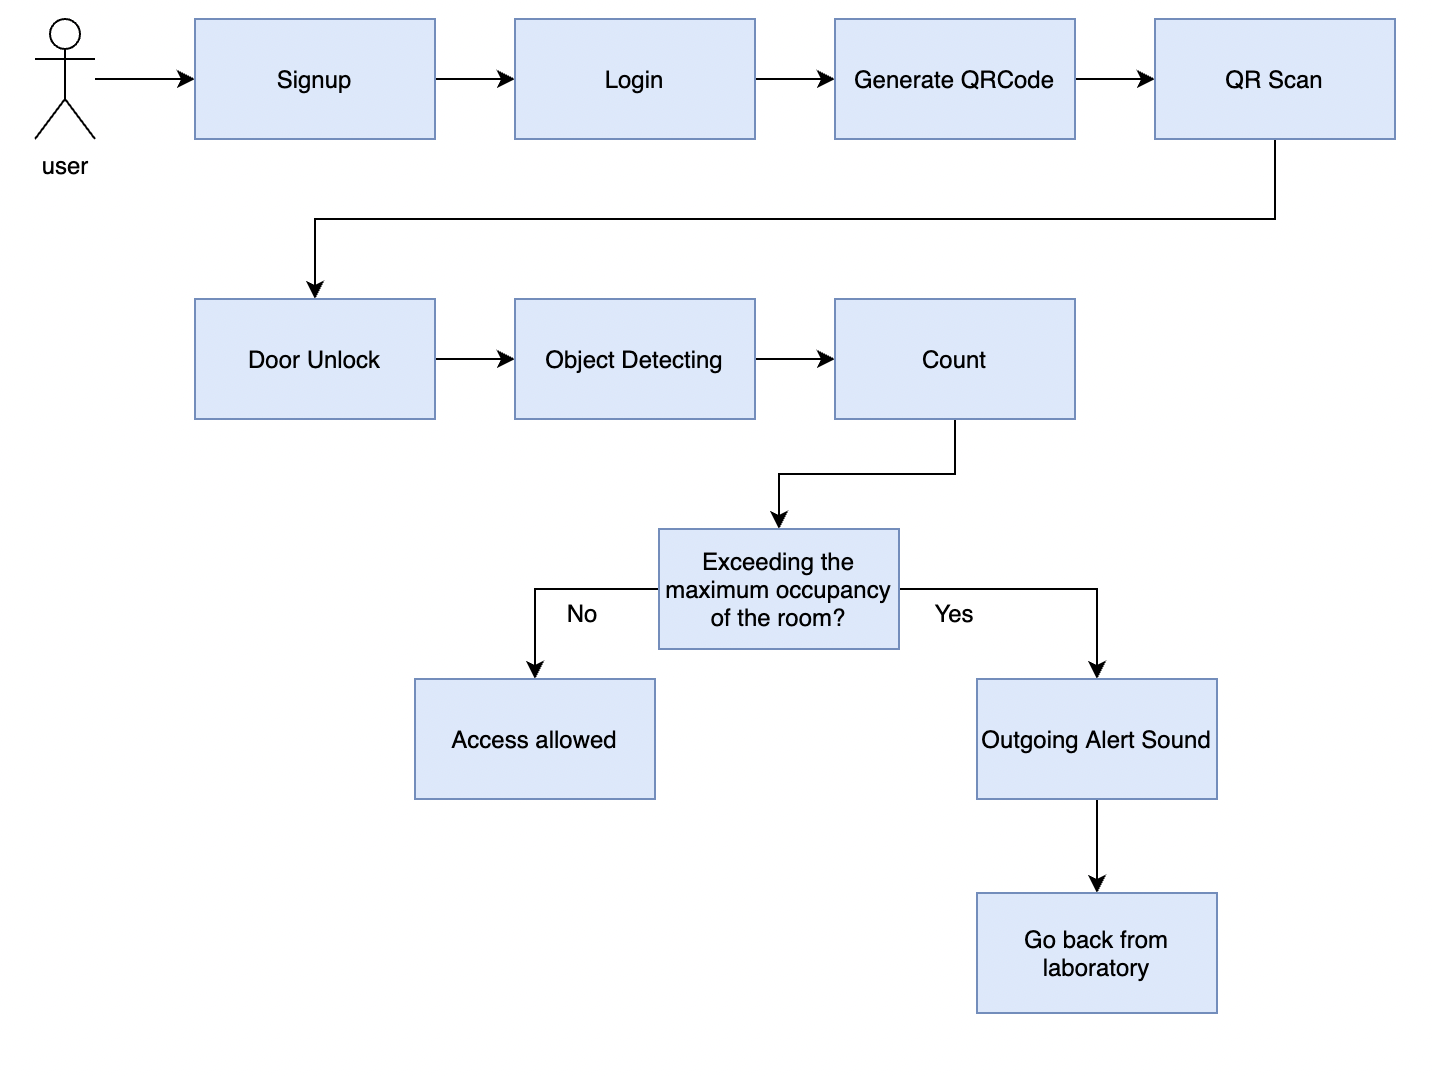 Signup
Login
Generate QRCode
QR Scan
user
Door Unlock
Object Detecting
Count
Exceeding the
maximum occupancy
of the room?
No
Yes
Access allowed
Outgoing Alert Sound
Go back from
laboratory